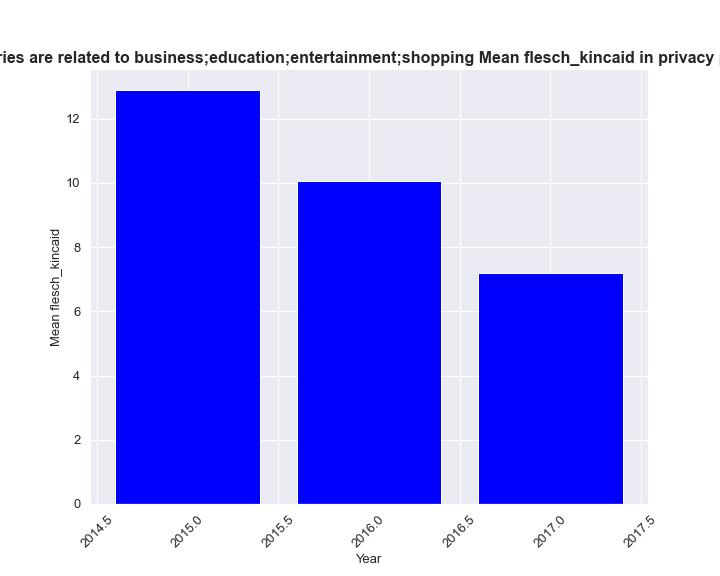 ries are related to business;education;entertainment;shopping Mean flesch_kincaid in privacy
12
10
8
6
4
2
0
Mean flesch_kincaid
2014.5 2015.0 2015.5 2016.0 2016.5 2017.0 2017.5
Year